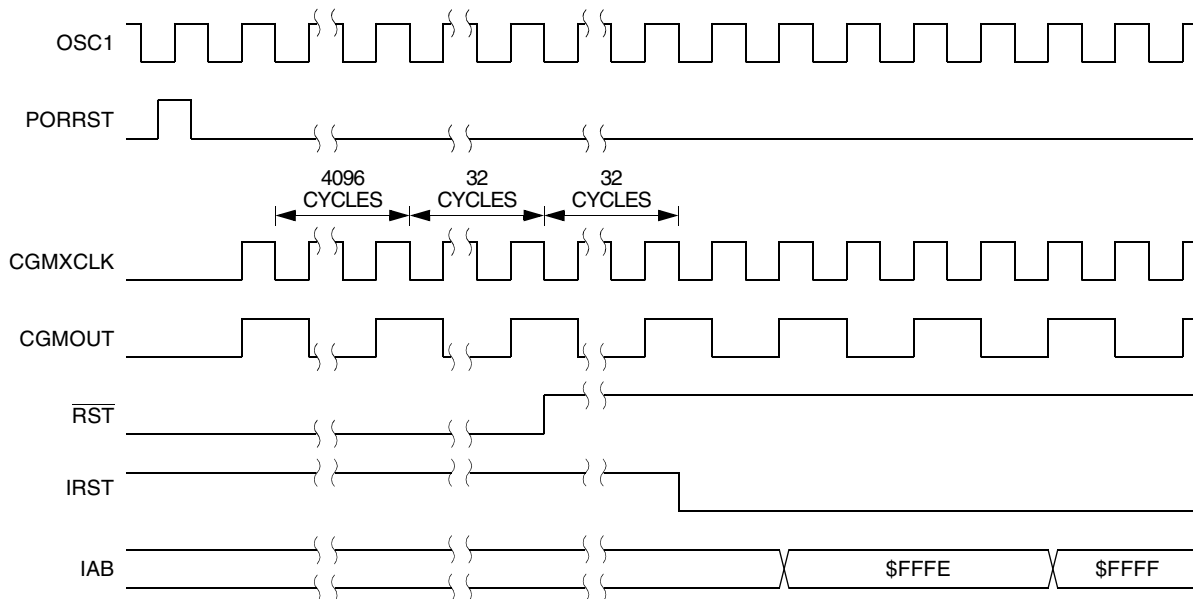 OSC1
PORRST
4096 CYCLES
32 CYCLES
32 CYCLES
CGMXCLK
CGMOUT
RST
IRST
IAB
$FFFE
$FFFF